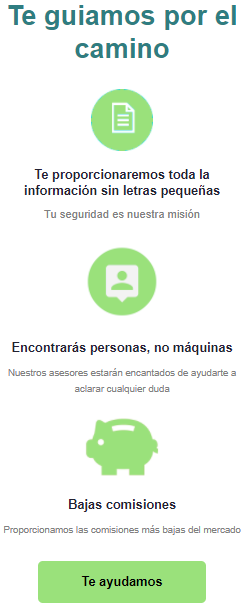 Te guiamos por el
camino
Te proporcionaremos toda la
información sin letras pequeñas
Tu seguridad es nuestra misión
Encontrarás personas, no máquinas
Nuestros asesores estarán encantados de ayudarte a
aclarar cualquier duda
Bajas comisiones
Proporcionamos las comisiones más bajas del mercado
Te ayudamos